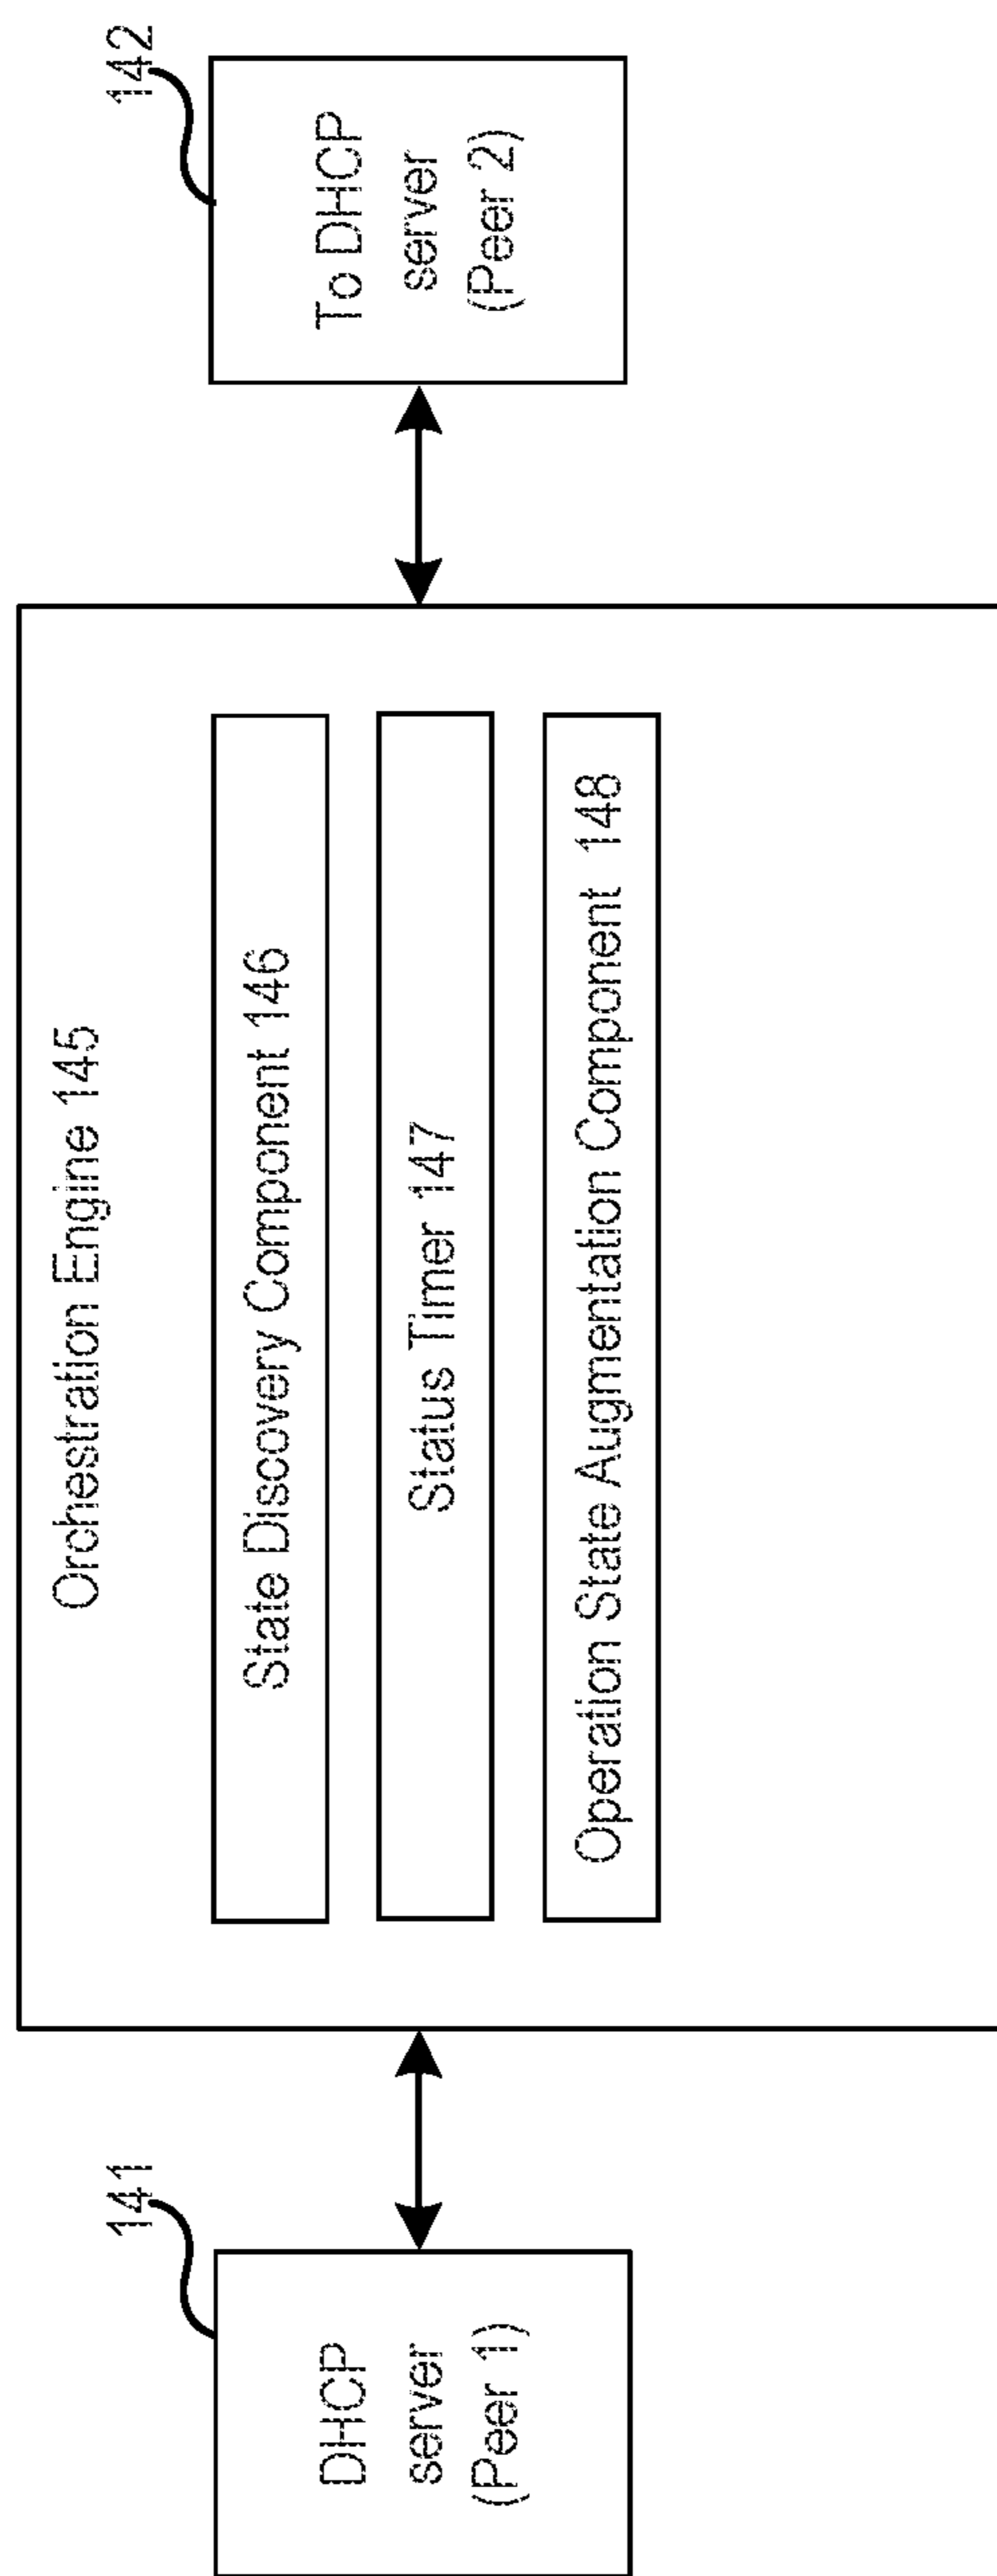 Orchestration Engine 145
State Discovery Component 146
Status Timer 147
Operation State Augmentation Component 148
141
DHCP
server
(Peer 1)
142
To DHCP
server
(Peer 2)